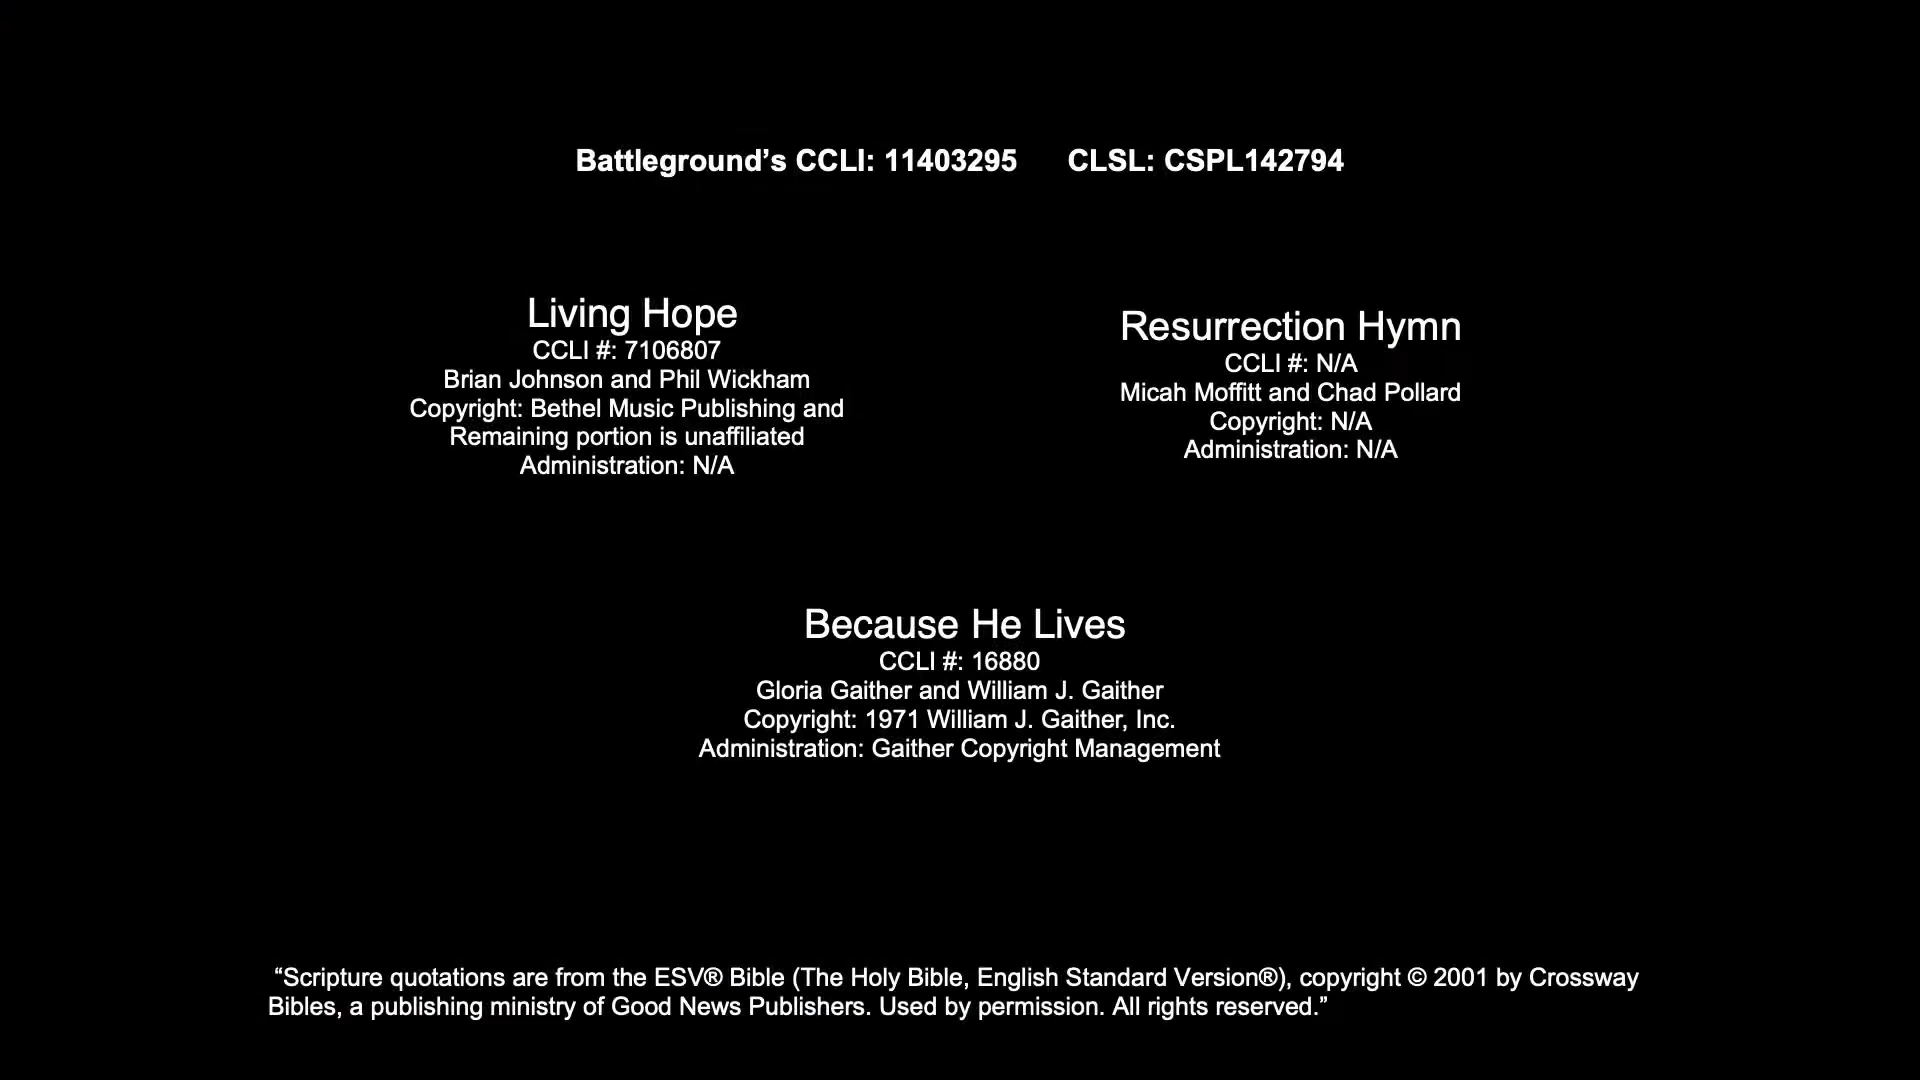 Battleground’s CCLI: 11403295 CLSL: CSPL142794
Living Hope
CCLI #: 7106807
Brian Johnson and Phil Wickham
Copyright: Bethel Music Publishing and
Remaining portion is unaffiliated
Administration: N/A
Resurrection Hymn
CCLI #: N/A
Micah Moffitt and Chad Pollard
Copyright: N/A
Administration: N/A
Because He Lives
CCLI #: 16880
Gloria Gaither and William J. Gaither
Copyright: 1971 William J. Gaither, Inc.
Administration: Gaither Copyright Management
“Scripture quotations are from the ESV® Bible (The Holy Bible, English Standard Version®), copyright © 2001 by Crossway
Bibles, a publishing ministry of Good News Publishers. Used by permission. All rights reserved.”